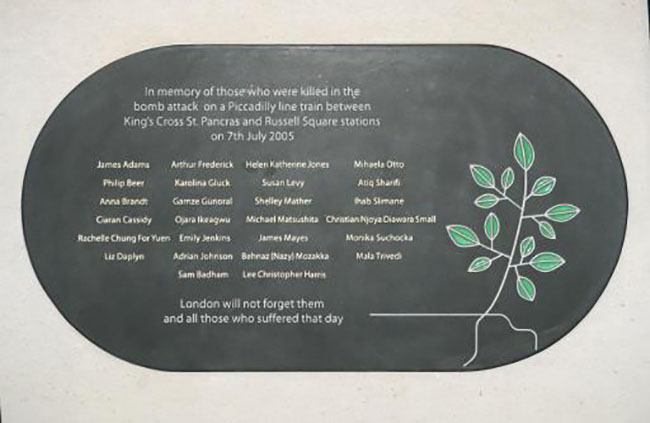 In memory of those who were killed in the
bomb attack on a Piccadilly line train between
King's Cross St. Pancras and Russell Square stations
on 7th July 2005
James Adams Arthur Frederick Helen Katherine Jones Mihaela Otto
Philip Beer Karolina Gluck Susan Levy Atiq Sharifi
Anna Brandt Gamze Günoral Shelley Mather Ihab Slimane
Ciaran Cassidy Ojara Ikeagwu Michael Matsushita Christian Njoya Diawara Small
Rachelle Chung For Yuen Emily Jenkins James Mayes Monika Suchocka
Liz Daplyn Adrian Johnson Behnaz (Nazy) Mozakka Mala Trivedi
Sam Badham Lee Christopher Harris
London will not forget them
and all those who suffered that day